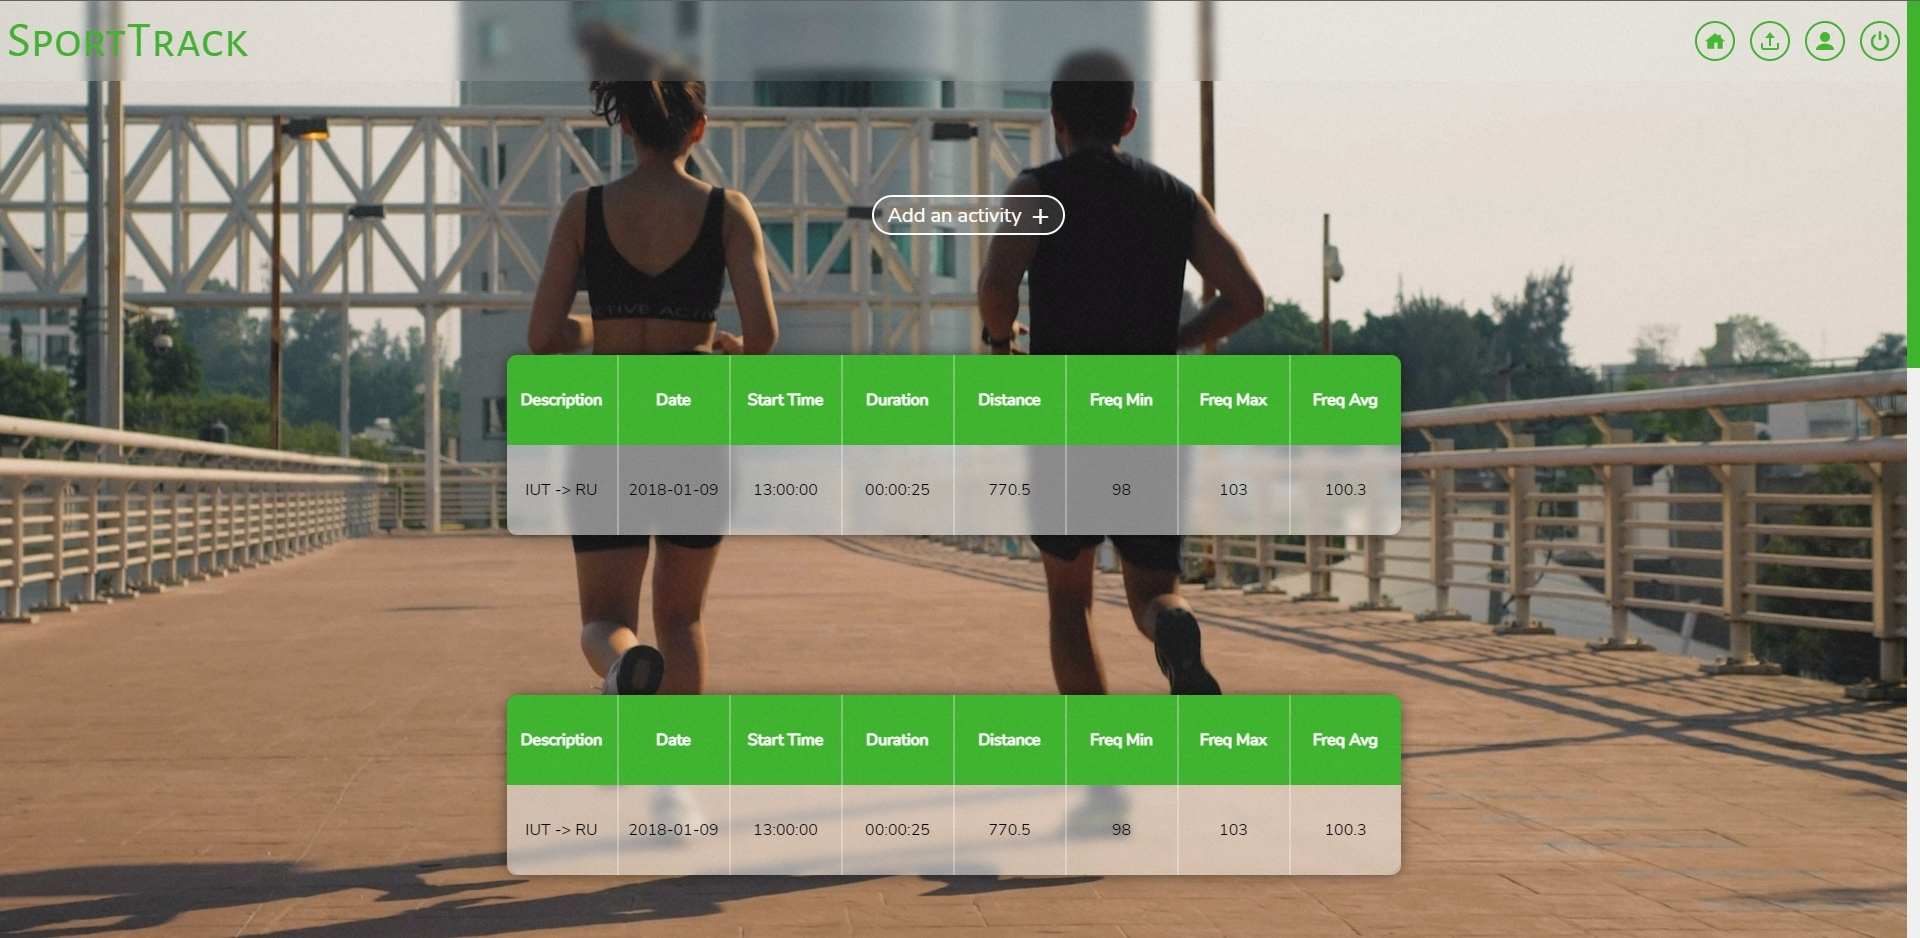 SportTrack
Add an activity +
Description Date Start Time Duration Distance Freq Min Freq Max Freq Avg
IUT -> RU 2018-01-09 13:00:00 00:00:25 770.5 98 103 100.3
Description Date Start Time Duration Distance Freq Min Freq Max Freq Avg
IUT -> RU 2018-01-09 13:00:00 00:00:25 770.5 98 103 100.3